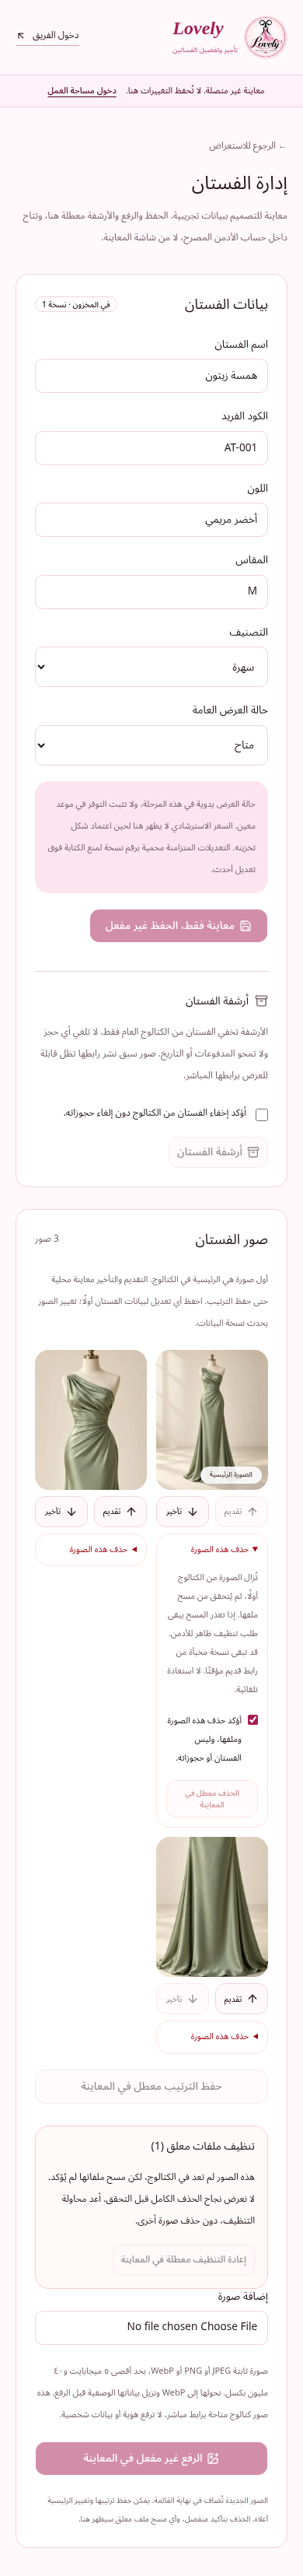 Lovely
Lovely
تأجير وتفصيل الفساتين
دخول الفريق
معاينة غير متصلة. لا تُحفظ التغييرات هنا. دخول مساحة العمل
← الرجوع للاستعراض
إدارة الفستان
معاينة للتصميم ببيانات تجريبية. الحفظ والرفع والأرشفة معطلة هنا، وتتاح
داخل حساب الأدمن المصرح، لا من شاشة المعاينة.
بيانات الفستان
في المخزون · نسخة 1
اسم الفستان
همسة زيتون
الكود الفريد
AT-001
اللون
أخضر مريمي
المقاس
M
التصنيف
سهرة
حالة العرض العامة
متاح
حالة العرض يدوية في هذه المرحلة، ولا تثبت التوفر في موعد
معين. السعر الاسترشادي لا يظهر هنا لحين اعتماد شكل
تخزينه. التعديلات المتزامنة محمية برقم نسخة لمنع الكتابة فوق
تعديل أحدث.
معاينة فقط، الحفظ غير مفعل
أرشفة الفستان
الأرشفة تخفي الفستان من الكتالوج العام فقط. لا تلغي أي حجز
ولا تمحو المدفوعات أو التاريخ. صور سبق نشر رابطها تظل قابلة
للعرض برابطها المباشر.
أؤكد إخفاء الفستان من الكتالوج دون إلغاء حجوزاته.
أرشفة الفستان
صور الفستان
3 صور
أول صورة هي الرئيسية في الكتالوج. التقديم والتأخير معاينة محلية
حتى حفظ الترتيب. احفظ أي تعديل لبيانات الفستان أولًا؛ تغيير الصور
يحدث نسخة البيانات.
الصورة الرئيسية
تقديم
تأخير
تقديم
تأخير
حذف هذه الصورة
حذف هذه الصورة
تُزال الصورة من الكتالوج
أولًا، ثم يُتحقق من مسح
ملفها. إذا تعذر المسح يبقى
طلب تنظيف ظاهر للأدمن.
قد تبقى نسخة مخبأة من
رابط قديم مؤقتًا. لا استعادة
تلقائية.
أؤكد حذف هذه الصورة
وملفها، وليس
الفستان أو حجوزاته.
الحذف معطل في
المعاينة
تقديم
تأخير
حذف هذه الصورة
حفظ الترتيب معطل في المعاينة
تنظيف ملفات معلق (1)
هذه الصور لم تعد في الكتالوج، لكن مسح ملفاتها لم يُؤكد.
لا نعرض نجاح الحذف الكامل قبل التحقق. أعد محاولة
التنظيف، دون حذف صورة أخرى.
إعادة التنظيف معطلة في المعاينة
إضافة صورة
No file chosen Choose File
صورة ثابتة JPEG أو PNG أو WebP، بحد أقصى ٥ ميجابايت و٤٠
مليون بكسل. نحولها إلى WebP ونزيل بياناتها الوصفية قبل الرفع. هذه
صور كتالوج متاحة برابط مباشر، لا ترفع هوية أو بيانات شخصية.
الرفع غير مفعل في المعاينة
الصور الجديدة تُضاف في نهاية القائمة. يمكن حفظ ترتيبها وتغيير الرئيسية
أعلاه. الحذف بتأكيد منفصل، وأي مسح ملف معلق سيظهر هنا.